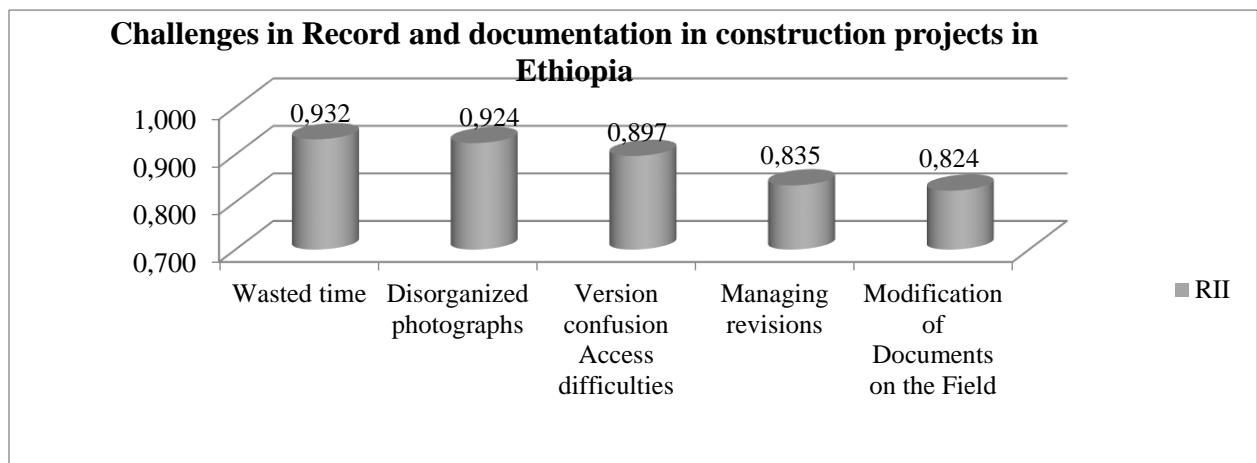 Challenges in Record and documentation in construction projects in
Ethiopia
1,000
0,900
0,800
0,700
0,932
0,924
0,897
0,835
0,824
Wasted time
Disorganized
photographs
Version
confusion
Access
difficulties
Managing
revisions
Modification
of
Documents
on the Field
RII